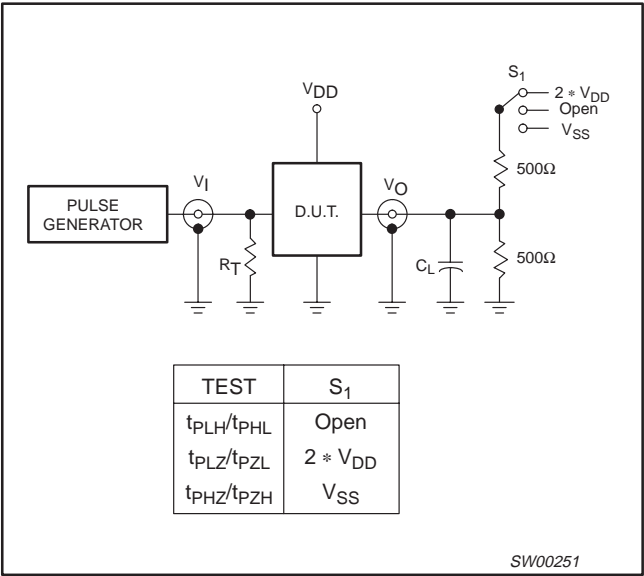 S1
2 * VDD
Open
VSS
VDD
500Ω
VI
VO
PULSE
GENERATOR
D.U.T.
RT
CL
500Ω
TEST S1
tPLH/tPHL Open
tPLZ/tPZL 2 * VDD
tPHZ/tPZH VSS
SW00251